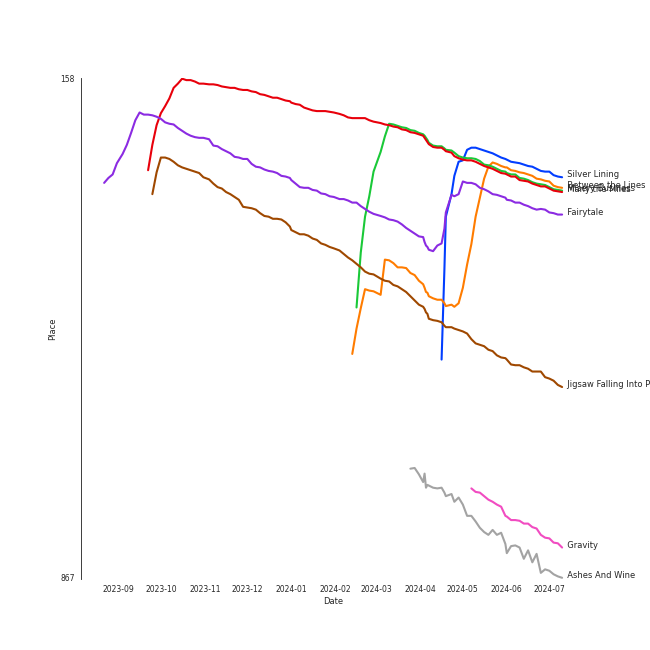 158
Silver Lining
Between the Lines
Fairytale
Place
Jigsaw Falling Into P
Gravity
Ashes And Wine
867
2023-09 2023-10 2023-11 2023-12 2024-01 2024-02 2024-03 2024-04 2024-05 2024-06 2024-07
Date